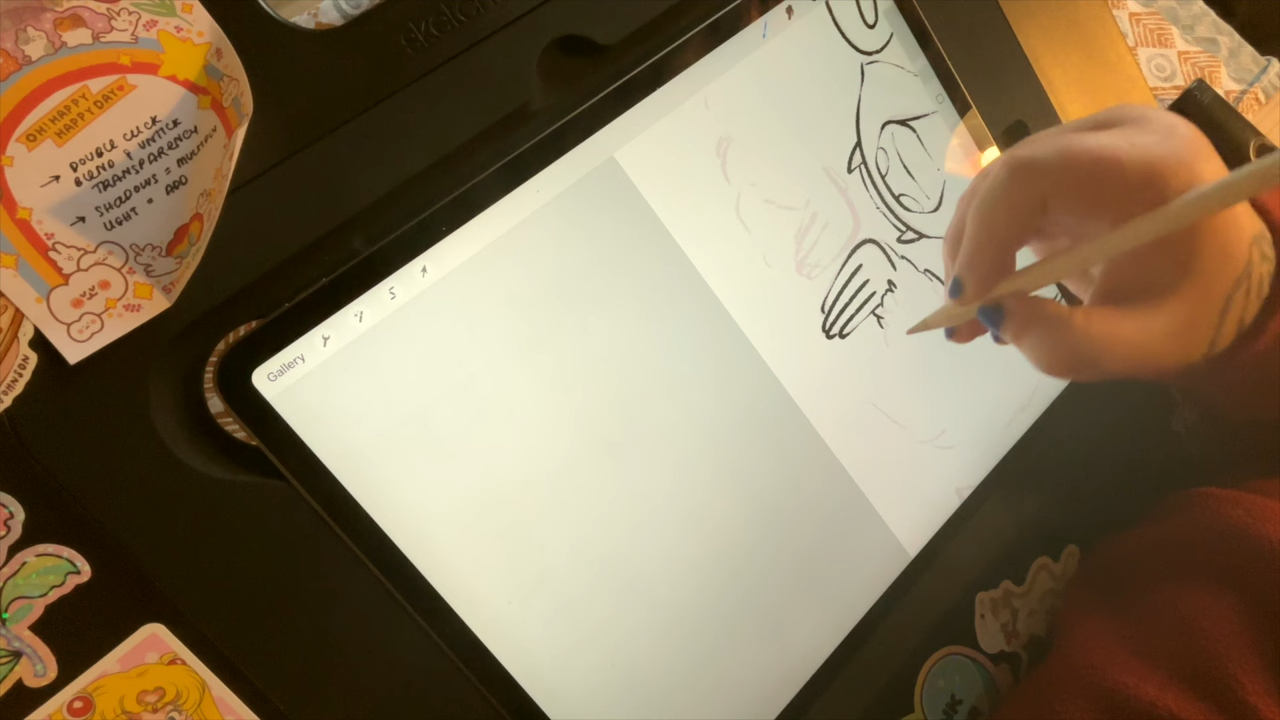 OH! HAPPY
HAPPY DAY
→ DOUBLE CLICK
BLEND & UNTICK
TRANSPARENCY
→ SHADOWS = MULTIPLY
LIGHT = ADD
Gallery